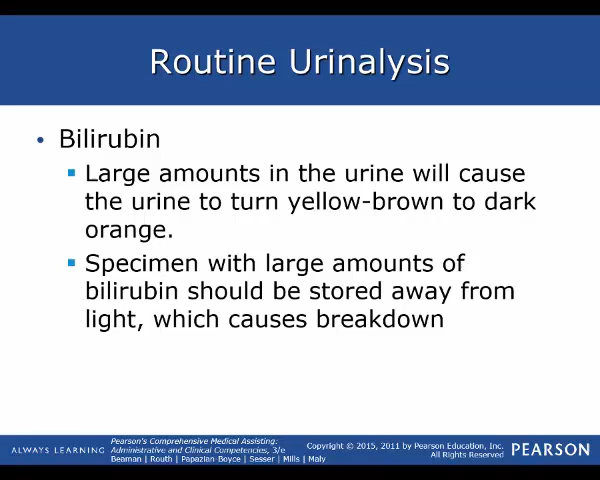 Routine Urinalysis
• Bilirubin
▪ Large amounts in the urine will cause
the urine to turn yellow-brown to dark
orange.
▪ Specimen with large amounts of
bilirubin should be stored away from
light, which causes breakdown
ALWAYS LEARNING
Pearson's Comprehensive Medical Assisting:
Administrative and Clinical Competencies, 3/e
Beaman | Routh | Papazian Boyce | Sesser | Mills | Maly
Copyright © 2015, 2011 by Pearson Education, Inc.
All Rights Reserved
PEARSON